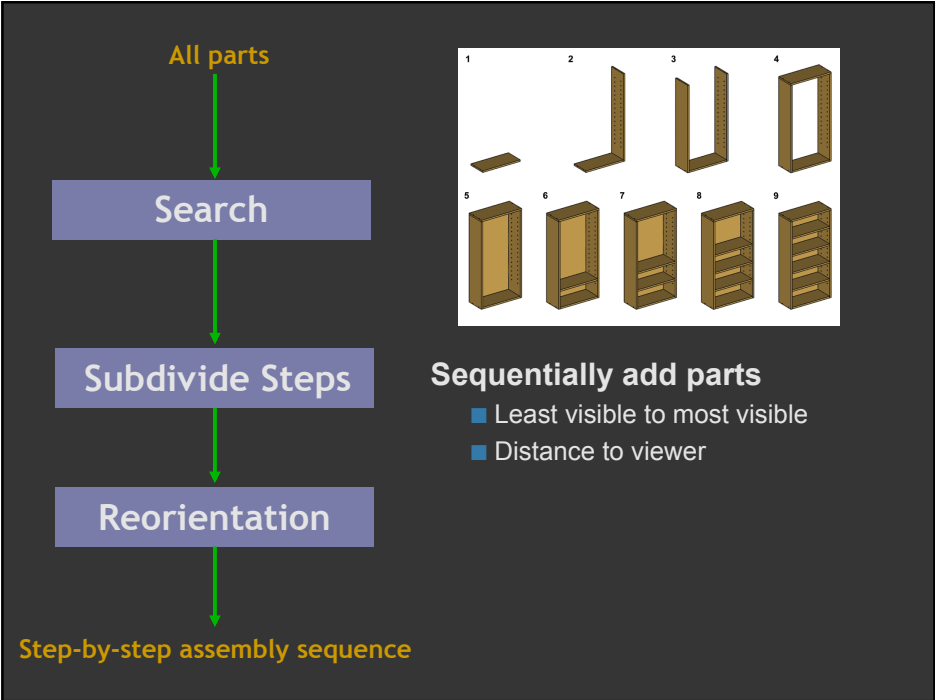 All parts
Search
Subdivide Steps
Reorientation
Step-by-step assembly sequence
1 2 3 4
5 6 7 8 9
Sequentially add parts
Least visible to most visible
Distance to viewer